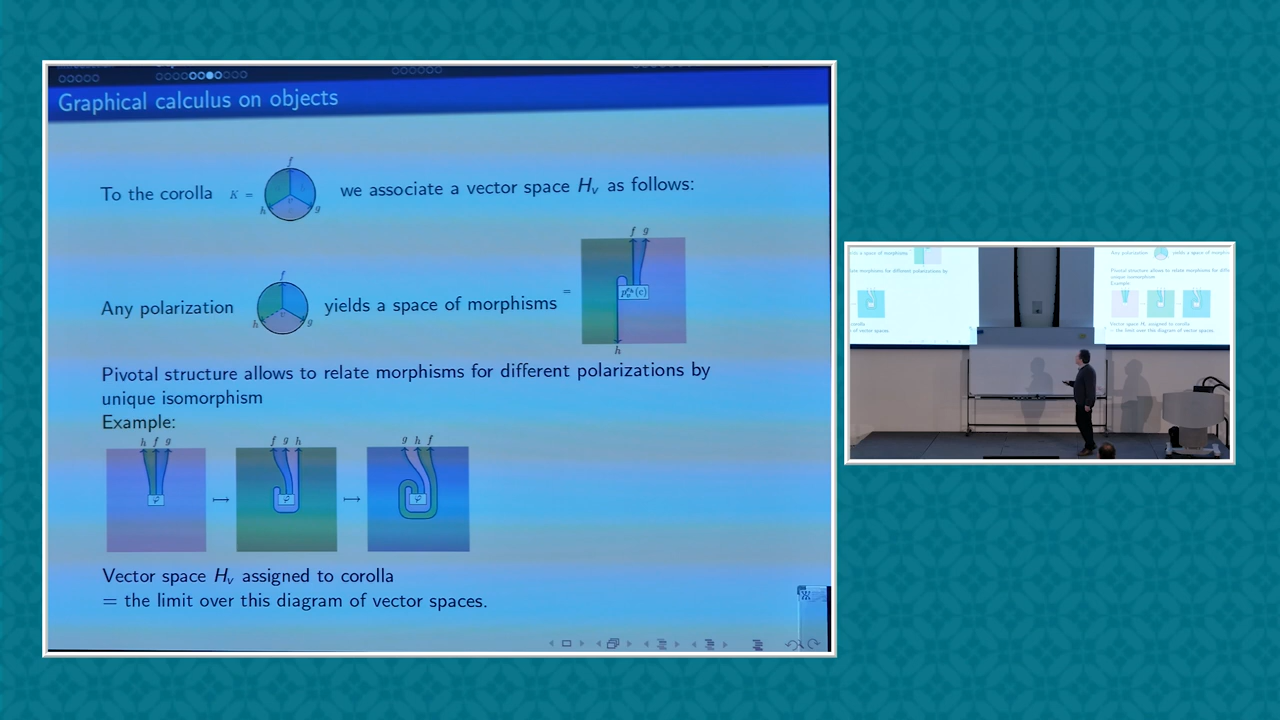 Graphical calculus on objects
f
To the corolla K = we associate a vector space Hᵥ as follows:
h g
f g
f
Any polarization yields a space of morphisms =
h g
h
Pivotal structure allows to relate morphisms for different polarizations by
unique isomorphism
Example:
h f g f g h g h f
φ ↦ φ ↦ φ
Vector space Hᵥ assigned to corolla
= the limit over this diagram of vector spaces.